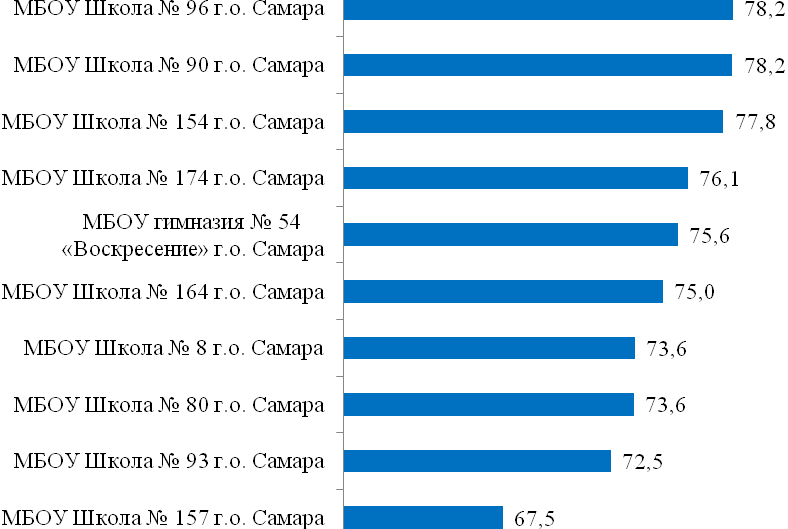 МБОУ Школа № 96 г.о. Самара 78,2
МБОУ Школа № 90 г.о. Самара 78,2
МБОУ Школа № 154 г.о. Самара 77,8
МБОУ Школа № 174 г.о. Самара 76,1
МБОУ гимназия № 54
«Воскресение» г.о. Самара 75,6
МБОУ Школа № 164 г.о. Самара 75,0
МБОУ Школа № 8 г.о. Самара 73,6
МБОУ Школа № 80 г.о. Самара 73,6
МБОУ Школа № 93 г.о. Самара 72,5
МБОУ Школа № 157 г.о. Самара 67,5